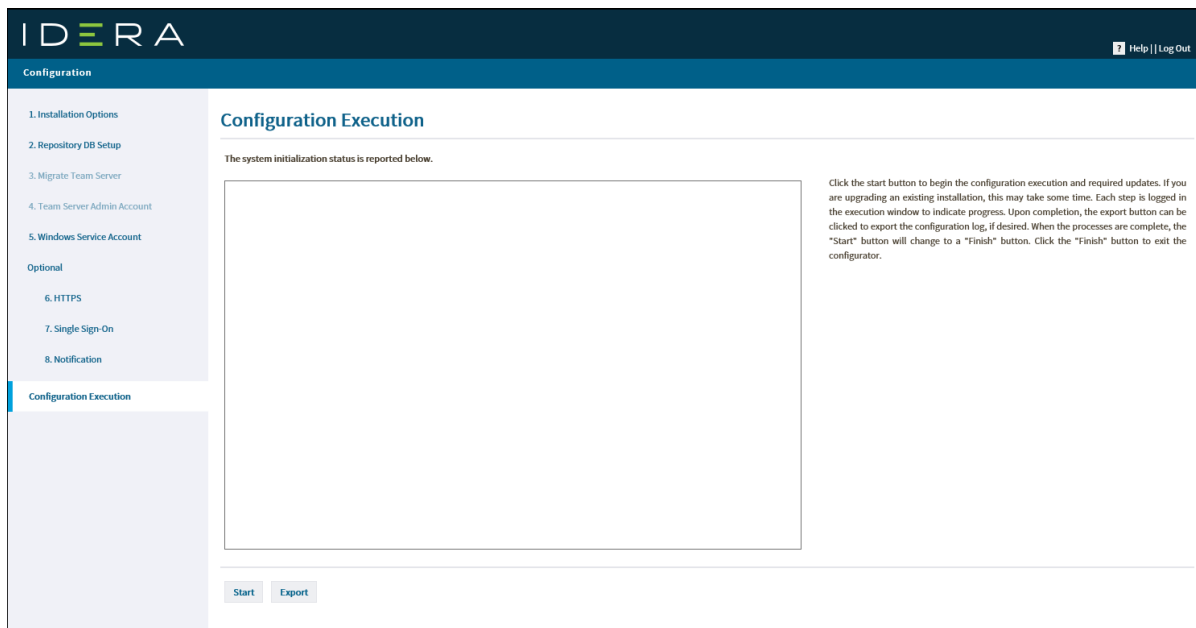 IDERA
? Help | | Log Out
Configuration
1. Installation Options
2. Repository DB Setup
3. Migrate Team Server
4. Team Server Admin Account
5. Windows Service Account
Optional
6. HTTPS
7. Single Sign-On
8. Notification
Configuration Execution
Configuration Execution
The system initialization status is reported below.
Click the start button to begin the configuration execution and required updates. If you
are upgrading an existing installation, this may take some time. Each step is logged in
the execution window to indicate progress. Upon completion, the export button can be
clicked to export the configuration log, if desired. When the processes are complete, the
"Start" button will change to a "Finish" button. Click the "Finish" button to exit the
configurator.
Start Export